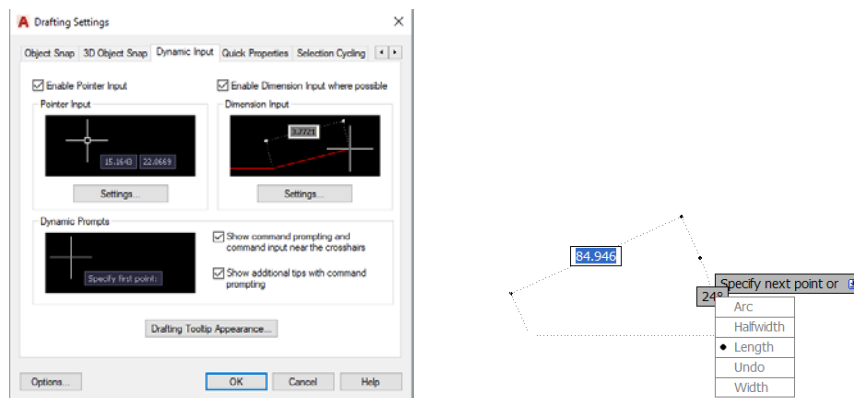 Drafting Settings
Object Snap 3D Object Snap Dynamic Input Quick Properties Selection Cycling
Enable Pointer Input
Enable Dimension Input where possible
Pointer Input
Dimension Input
15.1643 22.0669
3.2721
Settings...
Settings...
Dynamic Prompts
Specify first point:
Show command prompting and
command input near the crosshairs
Show additional tips with command
prompting
Drafting Tooltip Appearance...
Options...
OK
Cancel
Help
84.946
Specify next point or
24°
Arc
Halfwidth
Length
Undo
Width